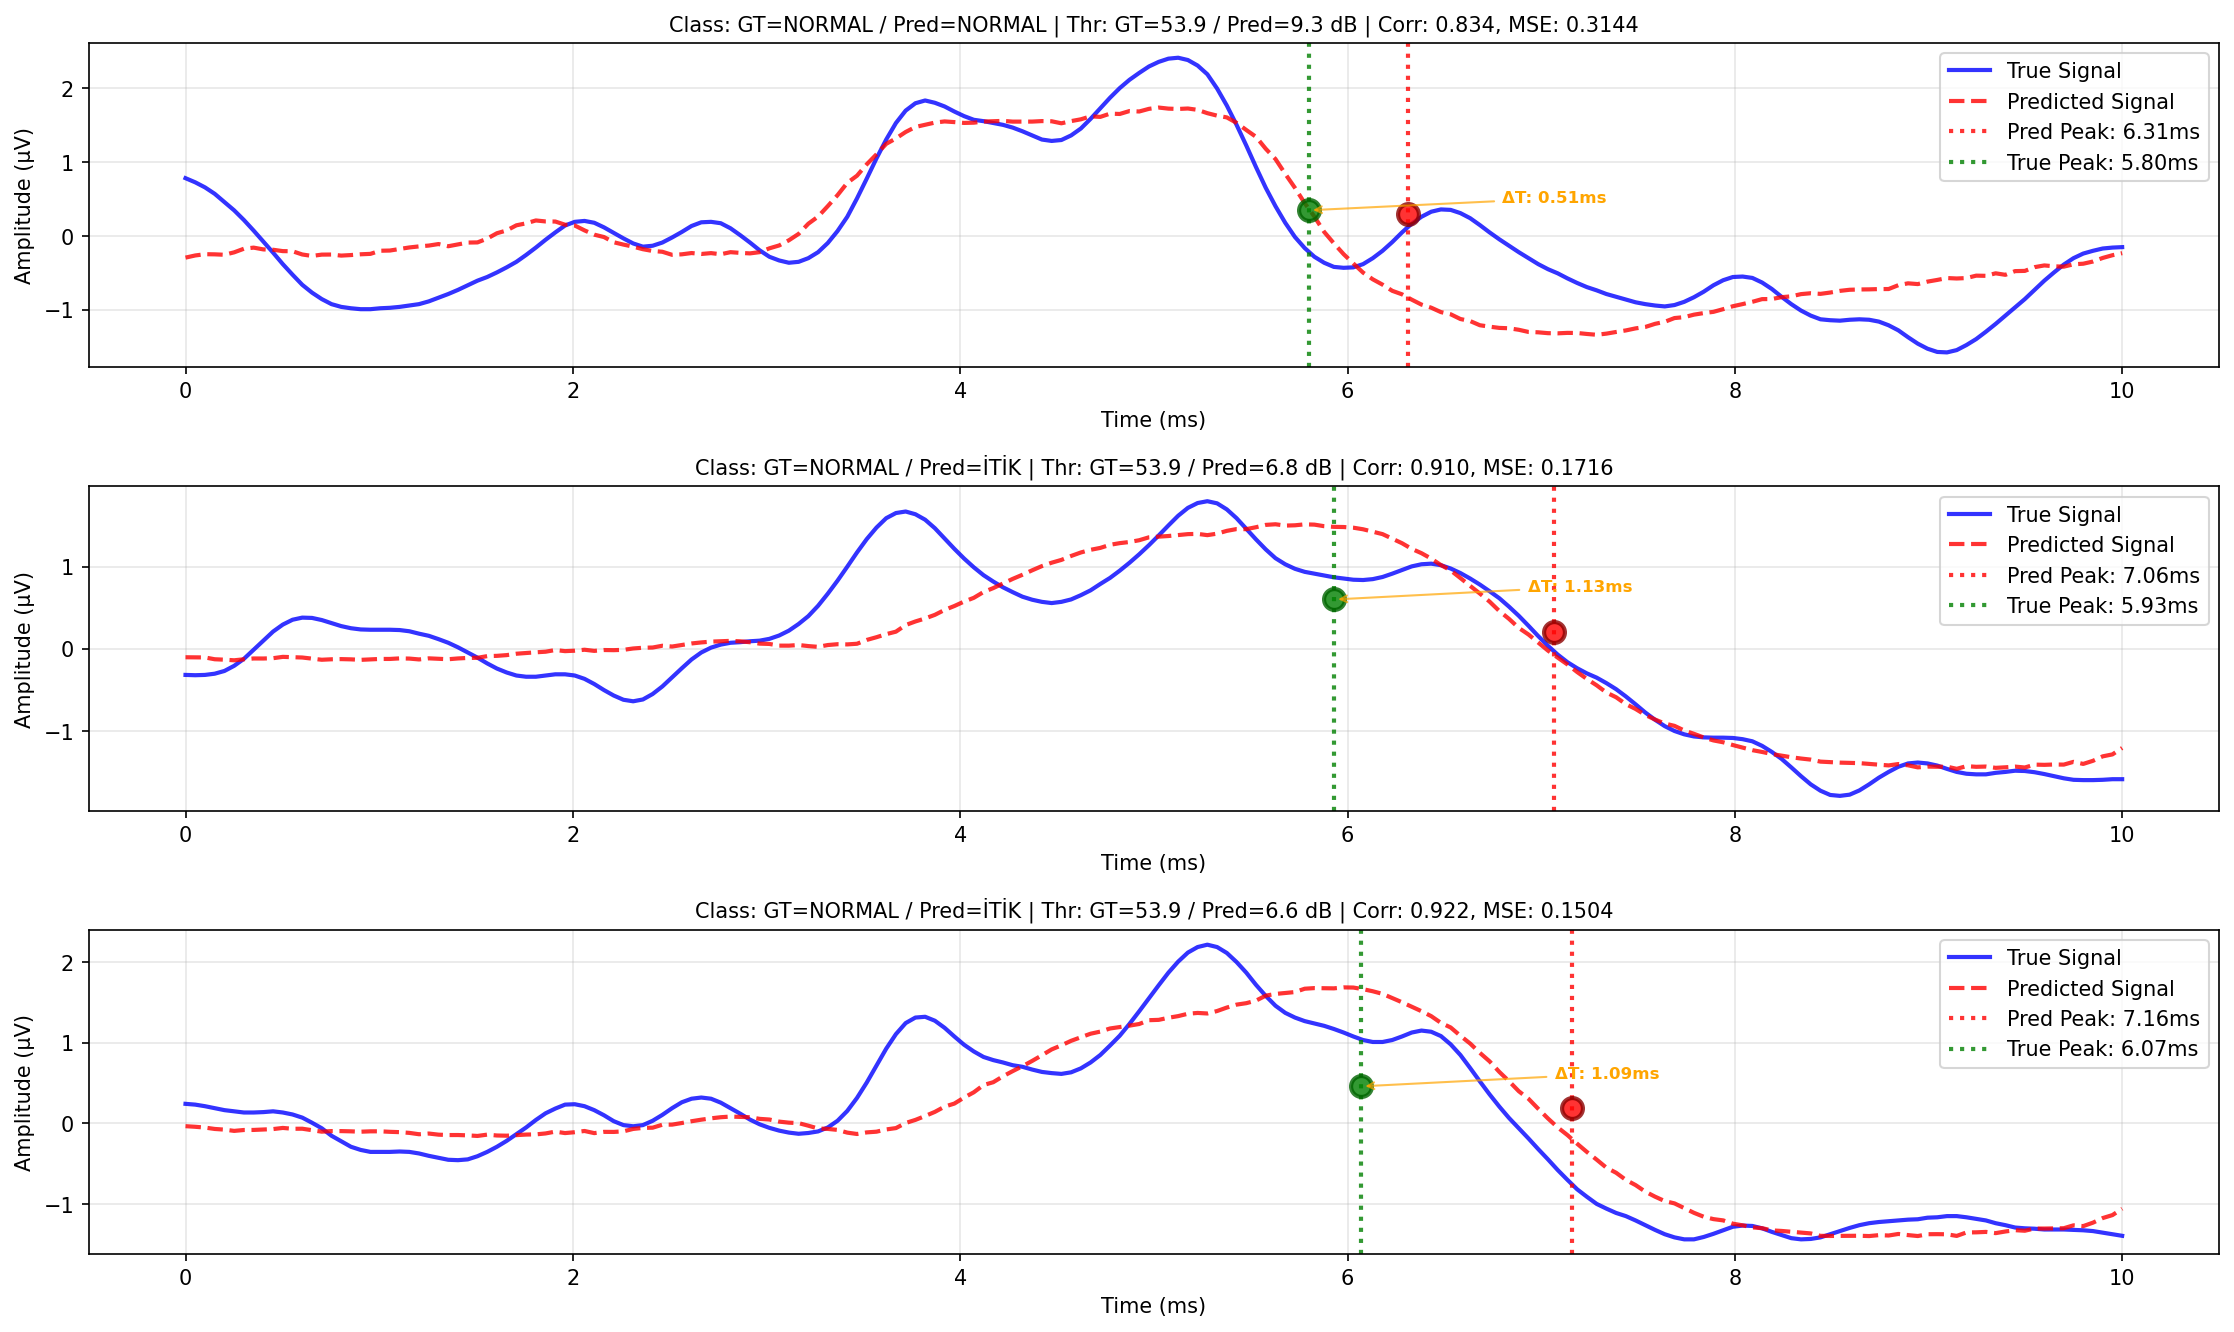 Class: GT=NORMAL / Pred=NORMAL | Thr: GT=53.9 / Pred=9.3 dB | Corr: 0.834, MSE: 0.3144
True Signal
Predicted Signal
Pred Peak: 6.31ms
True Peak: 5.80ms
ΔT: 0.51ms
Amplitude (µV)
2
1
0
−1
0
2
4
6
8
10
Time (ms)
Class: GT=NORMAL / Pred=İTİK | Thr: GT=53.9 / Pred=6.8 dB | Corr: 0.910, MSE: 0.1716
True Signal
Predicted Signal
Pred Peak: 7.06ms
True Peak: 5.93ms
ΔT: 1.13ms
Amplitude (µV)
1
0
−1
0
2
4
6
8
10
Time (ms)
Class: GT=NORMAL / Pred=İTİK | Thr: GT=53.9 / Pred=6.6 dB | Corr: 0.922, MSE: 0.1504
True Signal
Predicted Signal
Pred Peak: 7.16ms
True Peak: 6.07ms
ΔT: 1.09ms
Amplitude (µV)
2
1
0
−1
0
2
4
6
8
10
Time (ms)